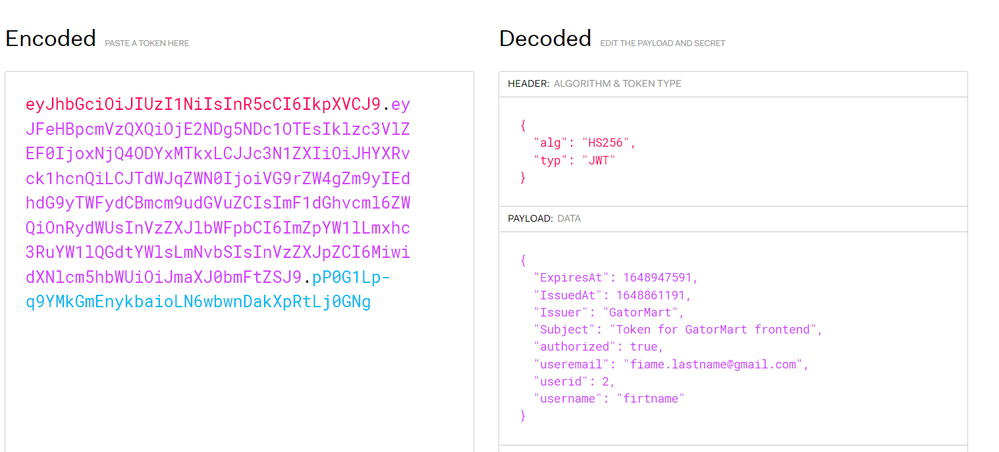 Encoded PASTE A TOKEN HERE
eyJhbGciOiJIUzI1NiIsInR5cCI6IkpXVCJ9.ey
JFeHBpcmVzQXQiOjE2NDg5NDc1OTEsIklzc3VlZ
EF0IjoxNjQ4ODYxMTkxLCJJc3N1ZXIiOiJHYXRv
ck1hcnQiLCJTdWJqZWN0IjoiVG9rZW4gZm9yIEd
hdG9yTWFydCBmcm9udGVuZCIsImF1dGhvcml6ZW
QiOnRydWUsInVzZXJlbWFpbCI6ImZpYW1lLmxhc
3RuYW1lQGdtYWlsLmNvbSIsInVzZXJpZCI6Miwi
dXNlcm5hbWUiOiJmaXJ0bmFtZSJ9.pP0G1Lp-
q9YMkGmEnykbaioLN6wbwnDakXpRtLj0GNg
Decoded EDIT THE PAYLOAD AND SECRET
HEADER: ALGORITHM & TOKEN TYPE
{
"alg": "HS256",
"typ": "JWT"
}
PAYLOAD: DATA
{
"ExpiresAt": 1648947591,
"IssuedAt": 1648861191,
"Issuer": "GatorMart",
"Subject": "Token for GatorMart frontend",
"authorized": true,
"useremail": "fiame.lastname@gmail.com",
"userid": 2,
"username": "firtname"
}